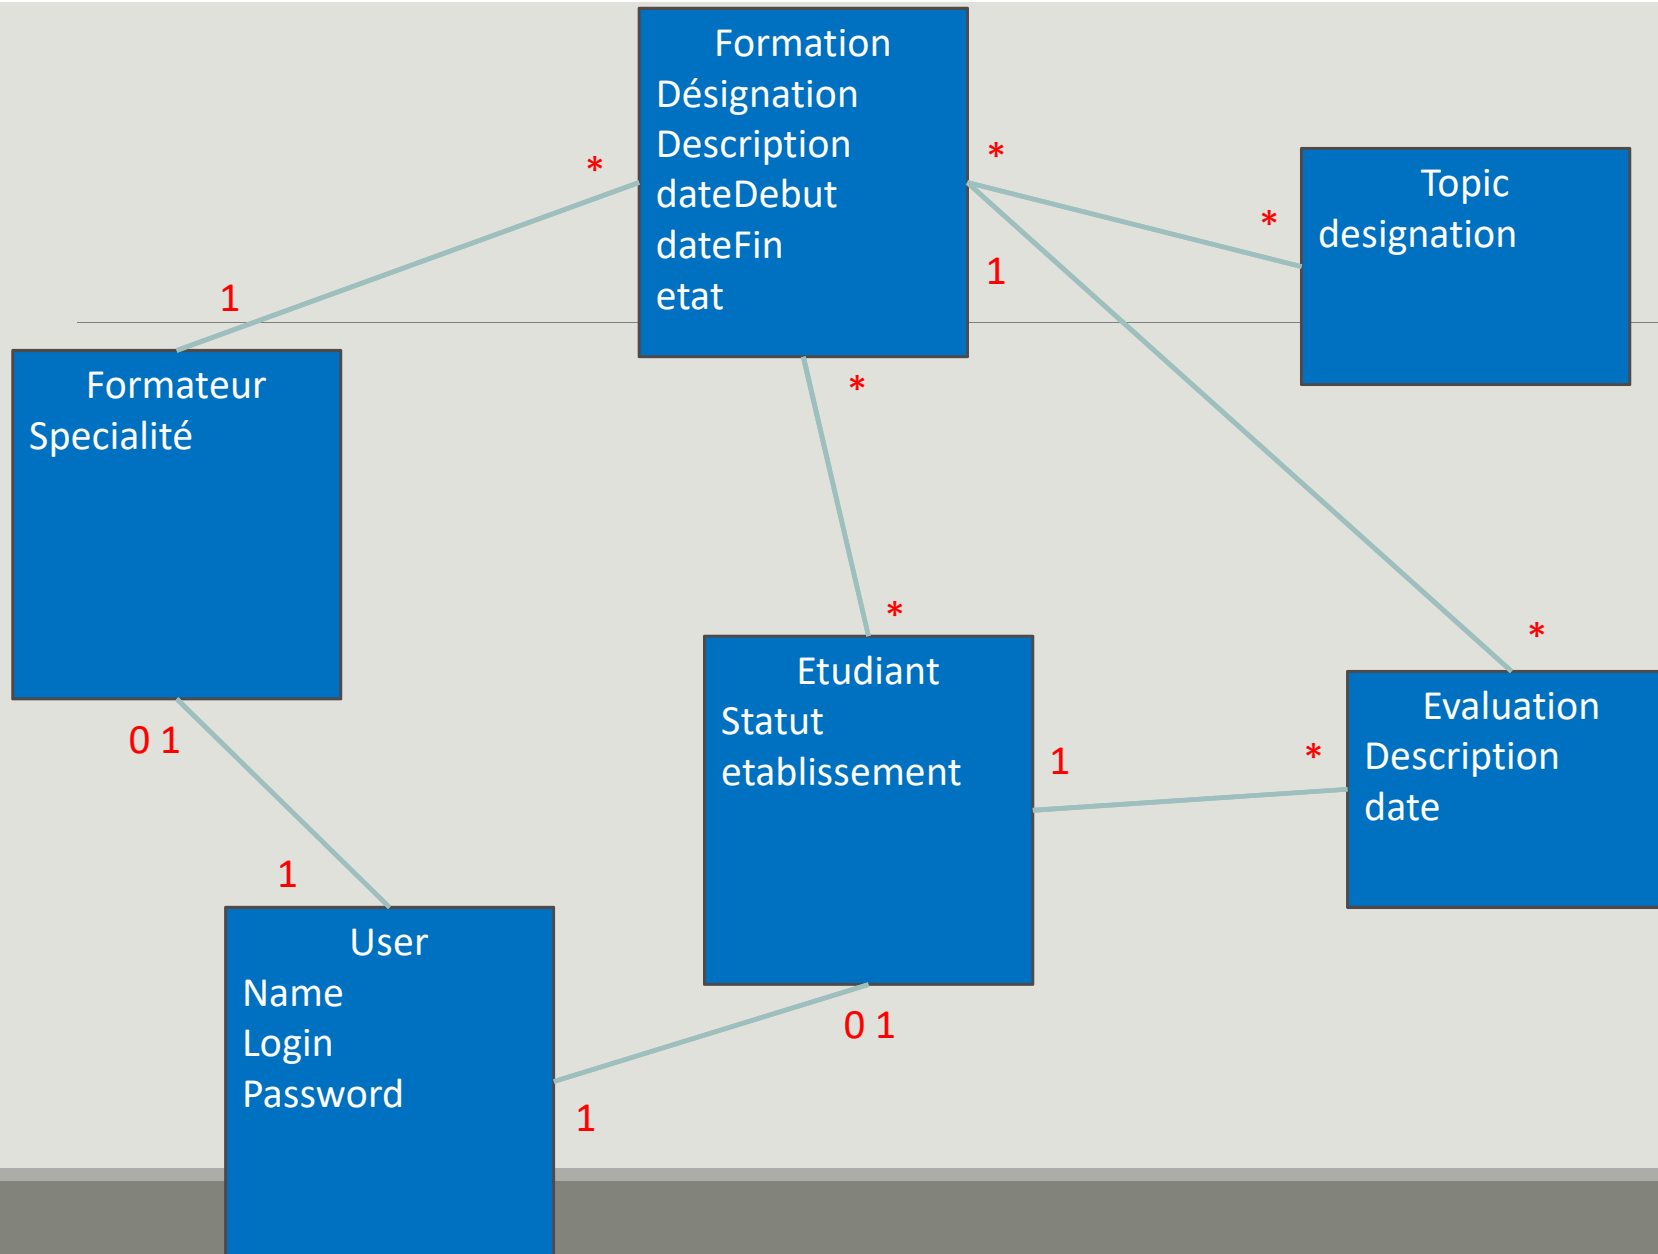 Formation
Désignation
Description
dateDebut
dateFin
etat
*
*
Topic
designation
*
1
1
Formateur
Specialité
*
*
*
Etudiant
Statut
etablissement
1
*
Evaluation
Description
date
0 1
1
User
Name
Login
Password
0 1
1